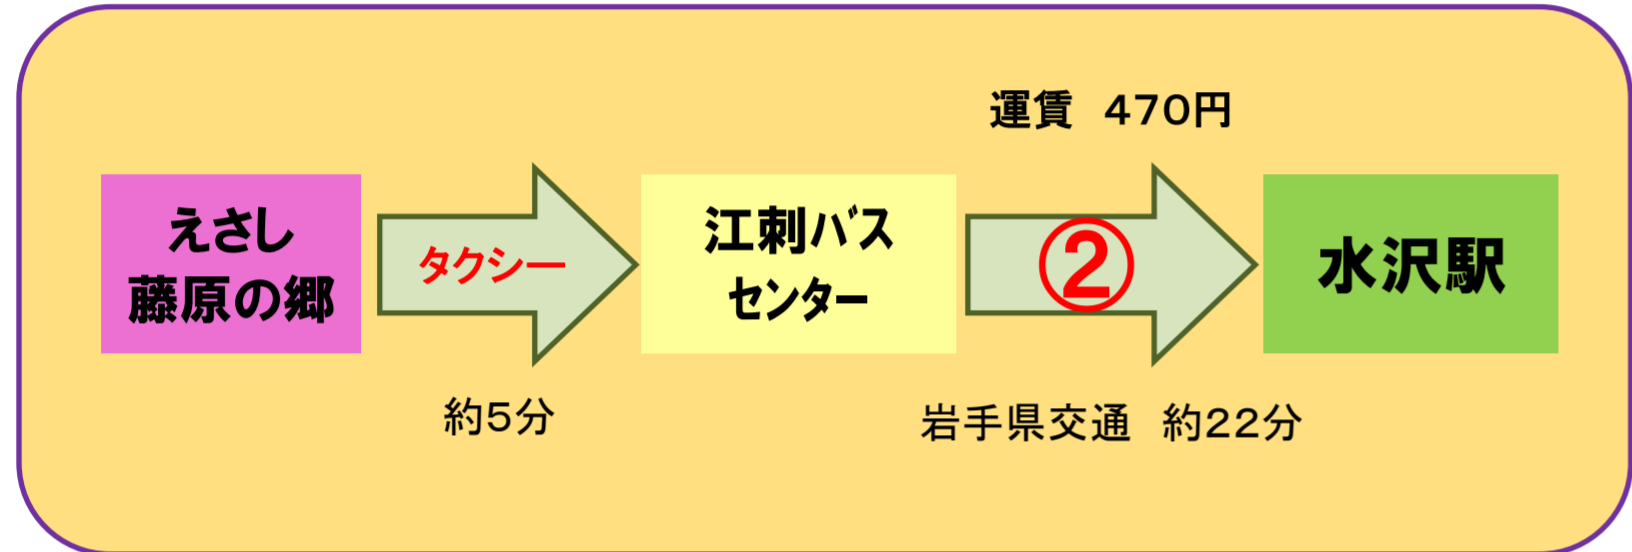 運賃　４７０円
えさし
藤原の郷
タクシー
江刺バス
センター
②
水沢駅
約５分
岩手県交通　約２２分